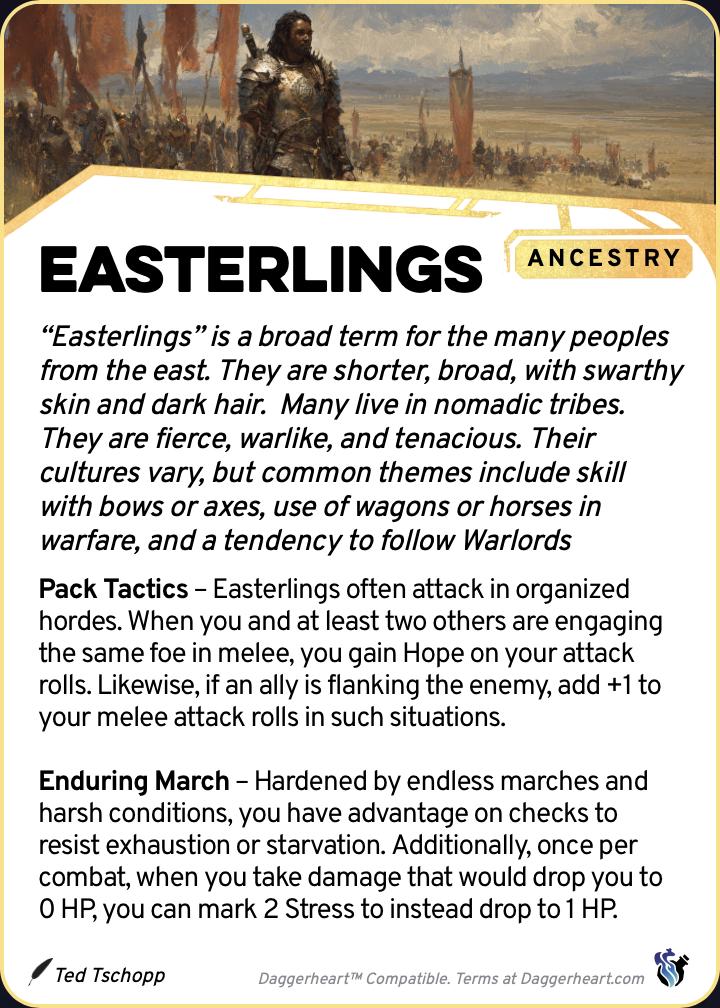 EASTERLINGS
ANCESTRY
“Easterlings” is a broad term for the many peoples
from the east. They are shorter, broad, with swarthy
skin and dark hair.  Many live in nomadic tribes.
They are fierce, warlike, and tenacious. Their
cultures vary, but common themes include skill
with bows or axes, use of wagons or horses in
warfare, and a tendency to follow Warlords
Pack Tactics – Easterlings often attack in organized
hordes. When you and at least two others are engaging
the same foe in melee, you gain Hope on your attack
rolls. Likewise, if an ally is flanking the enemy, add +1 to
your melee attack rolls in such situations.
Enduring March – Hardened by endless marches and
harsh conditions, you have advantage on checks to
resist exhaustion or starvation. Additionally, once per
combat, when you take damage that would drop you to
0 HP, you can mark 2 Stress to instead drop to 1 HP.
Ted Tschopp
Daggerheart™ Compatible. Terms at Daggerheart.com